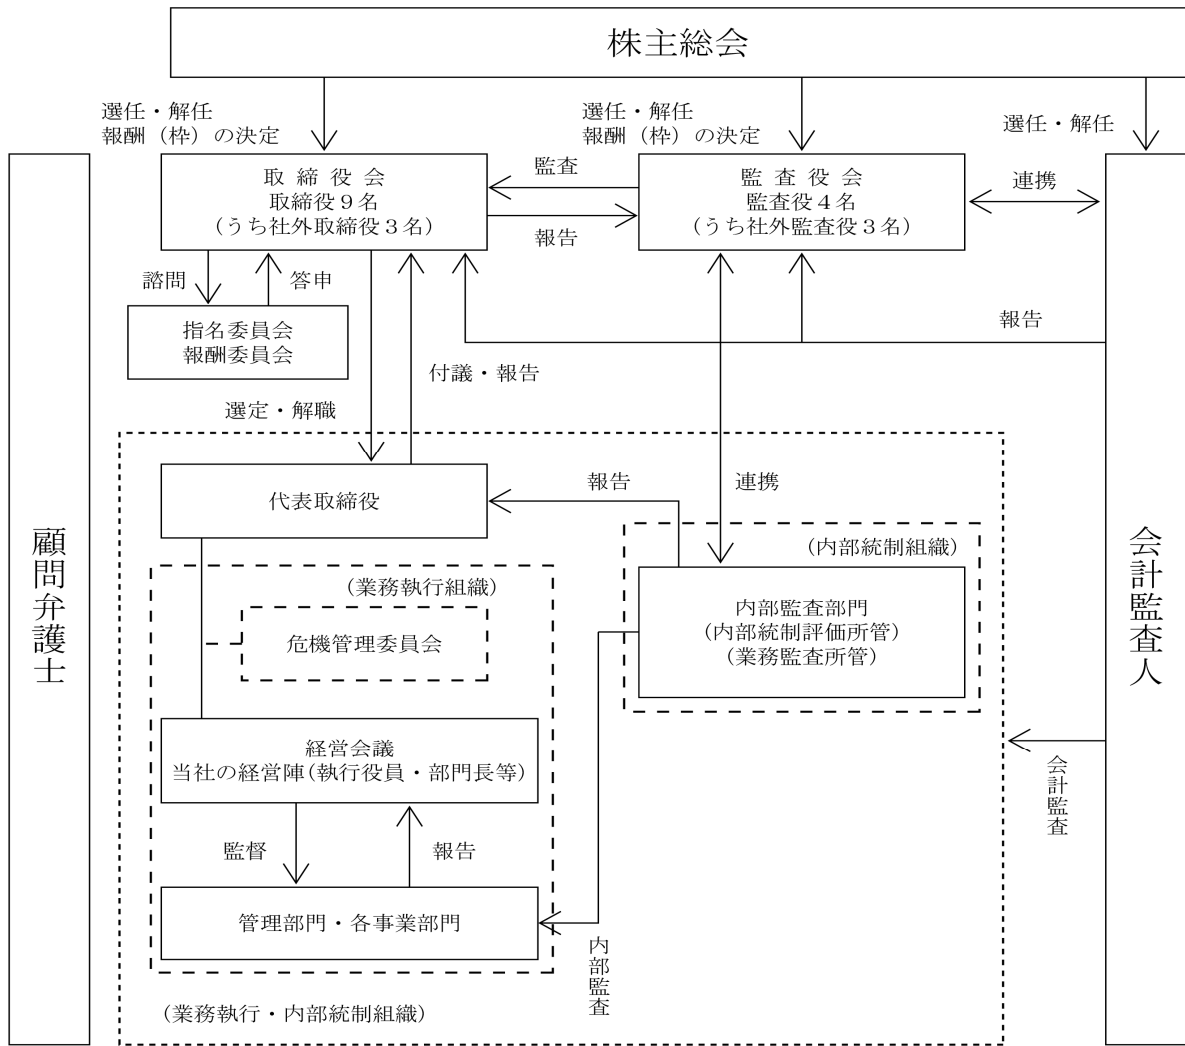 株主総会
選任・解任
報酬（枠）の決定
選任・解任
報酬（枠）の決定
選任・解任
取締役会
取締役９名
（うち社外取締役３名）
監査
報告
監査役会
監査役４名
（うち社外監査役３名）
連携
諮問
答申
指名委員会
報酬委員会
報告
付議・報告
選定・解職
代表取締役
報告
連携
（内部統制組織）
内部監査部門
（内部統制評価所管）
（業務監査所管）
（業務執行組織）
危機管理委員会
経営会議
当社の経営陣（執行役員・部門長等）
監督
報告
管理部門・各事業部門
内部監査
会計監査
（業務執行・内部統制組織）
顧問弁護士
会計監査人